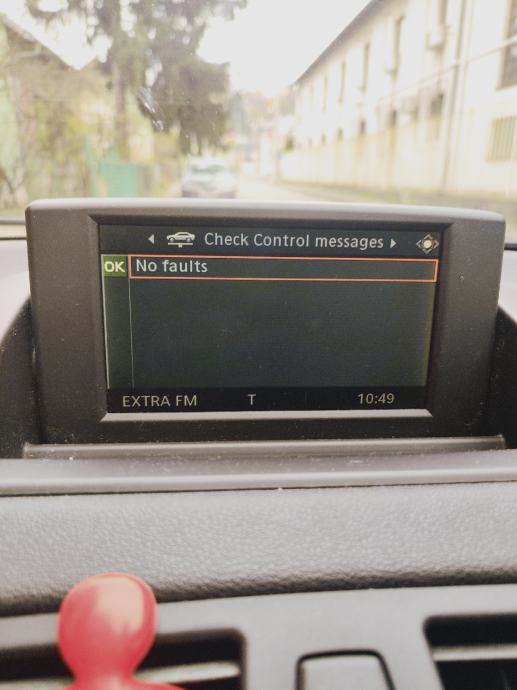 Check Control messages
OK No faults
EXTRA FM T 10:49